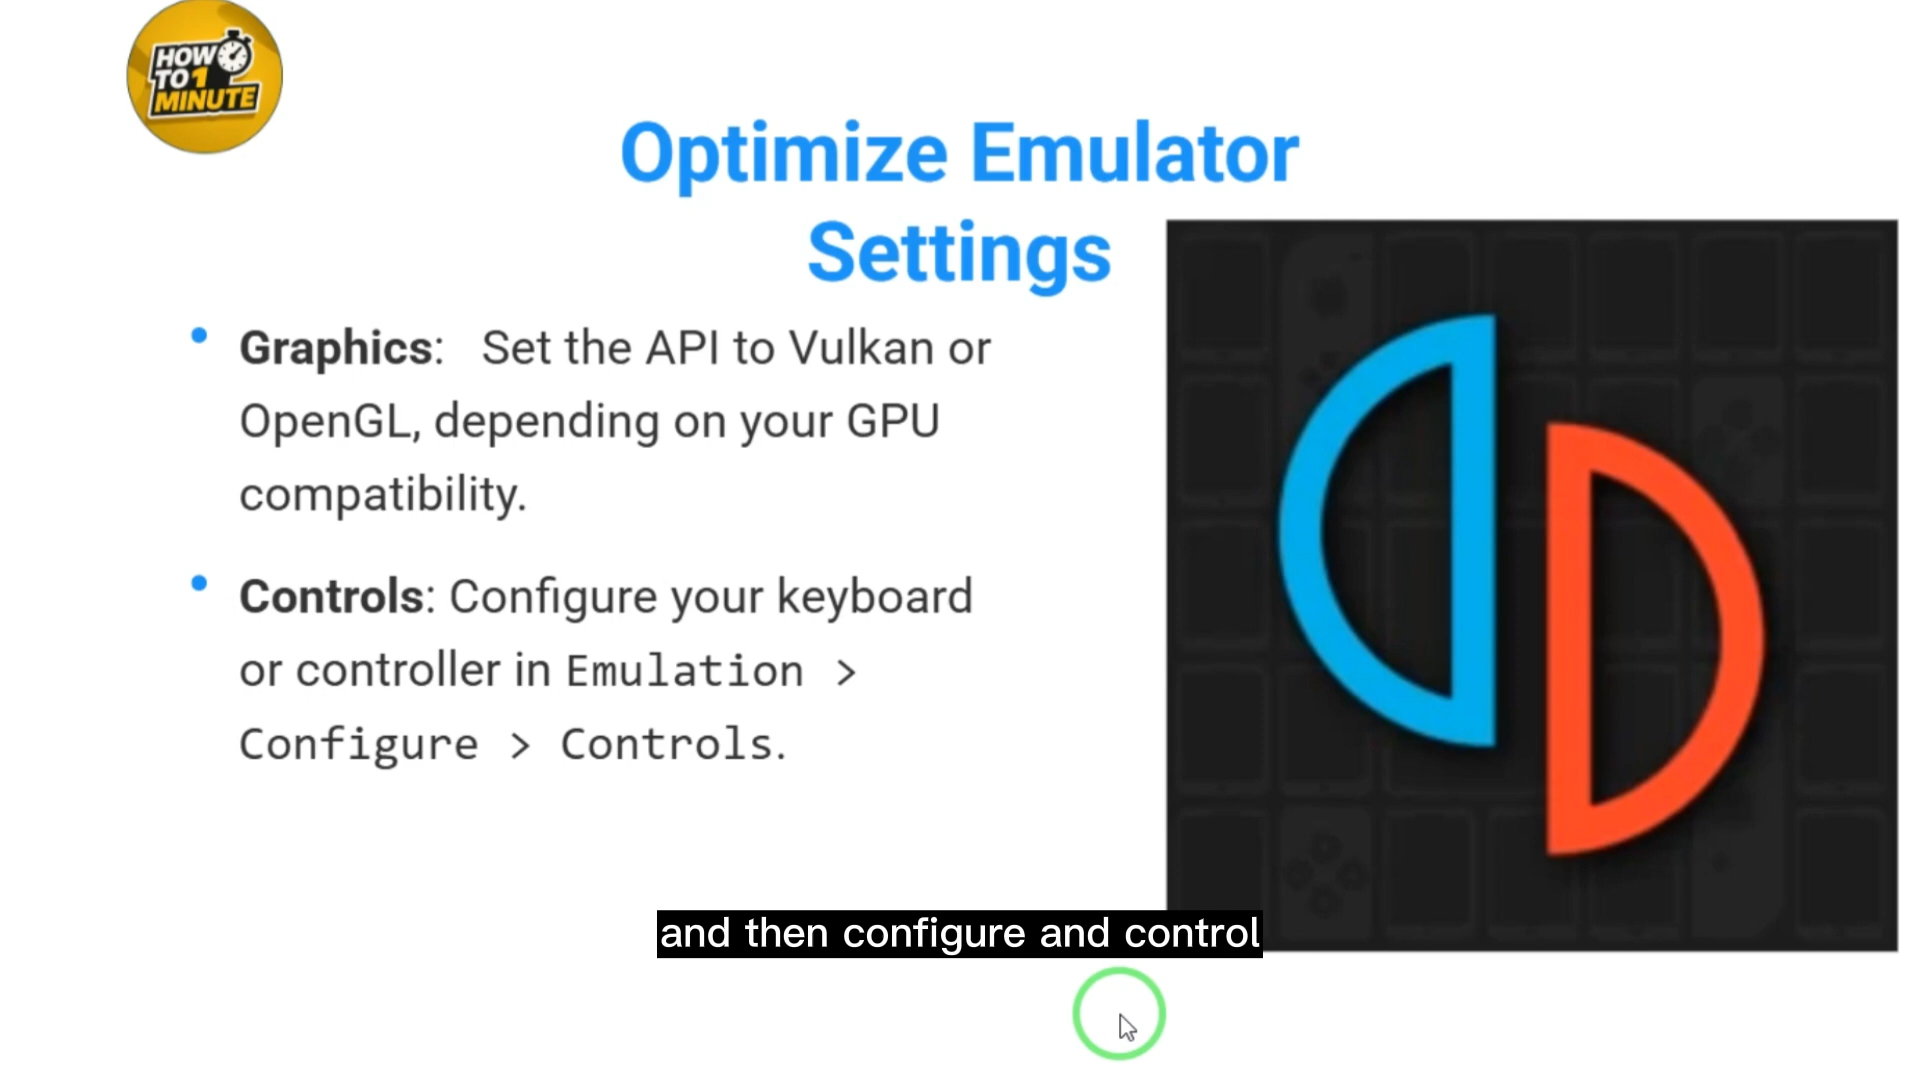 HOW
TO 1
MINUTE
Optimize Emulator
Settings
• Graphics: Set the API to Vulkan or
OpenGL, depending on your GPU
compatibility.
• Controls: Configure your keyboard
or controller in Emulation >
Configure > Controls.
and then configure and control